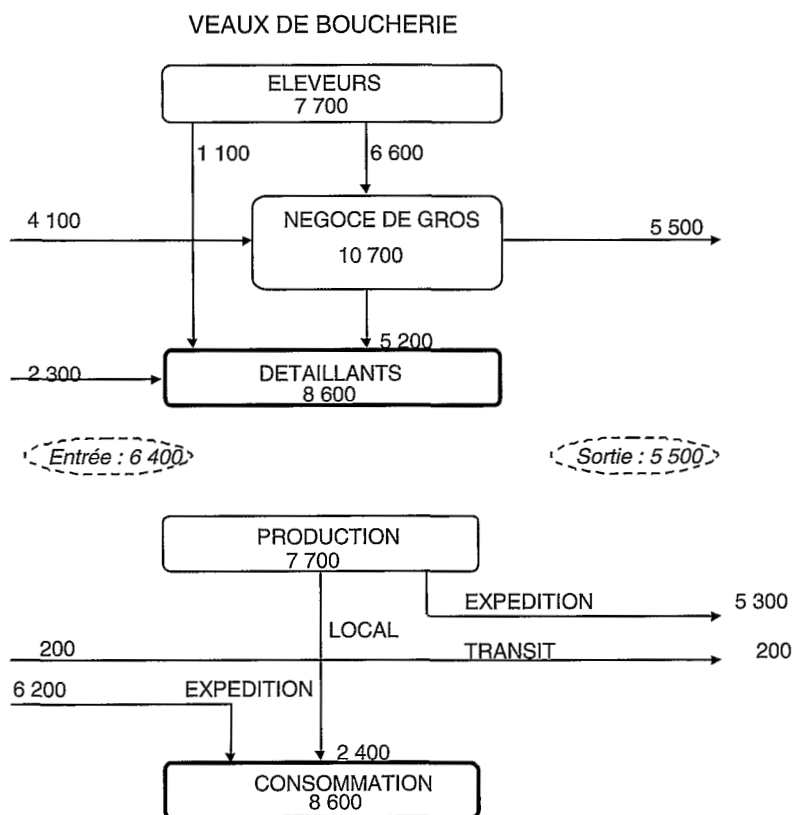 VEAUX DE BOUCHERIE
ELEVEURS
7 700
1 100
6 600
4 100
NEGOCE DE GROS
10 700
5 500
5 200
2 300
DETAILLANTS
8 600
Entrée : 6 400
Sortie : 5 500
PRODUCTION
7 700
EXPEDITION
5 300
LOCAL
200
TRANSIT
200
6 200
EXPEDITION
2 400
CONSOMMATION
8 600